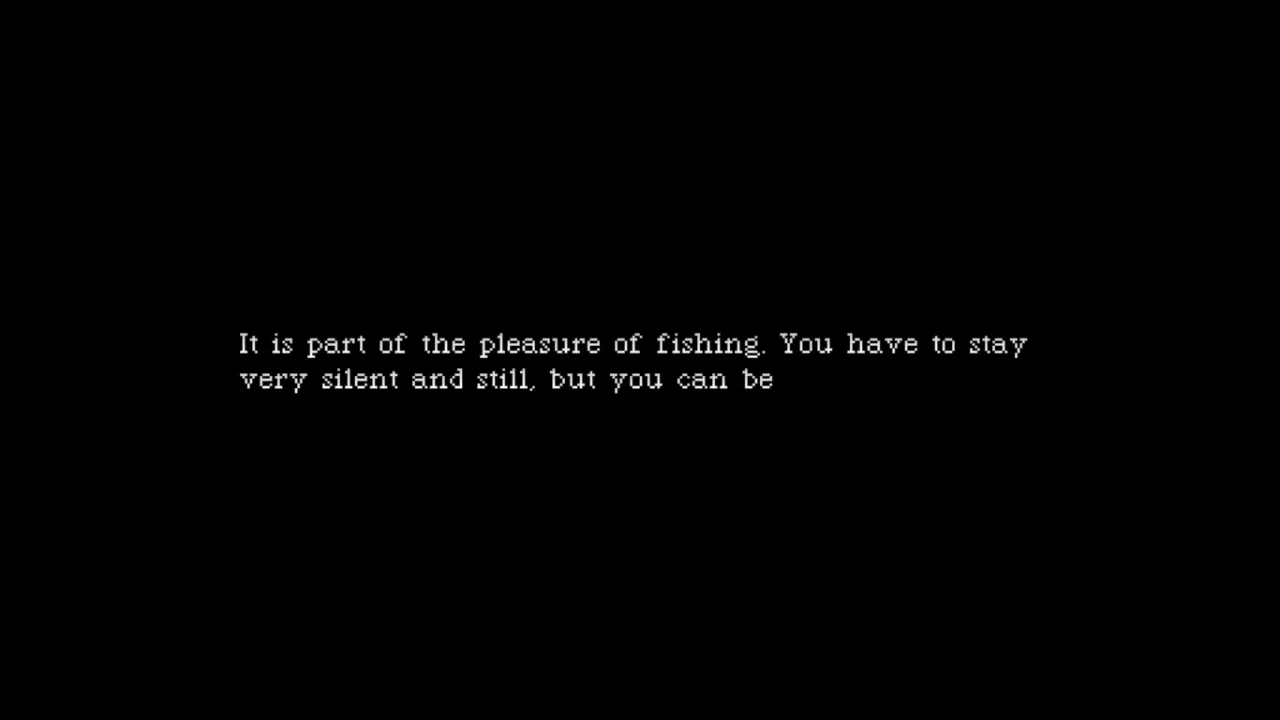 It is part of the pleasure of fishing. You have to stay
very silent and still, but you can be